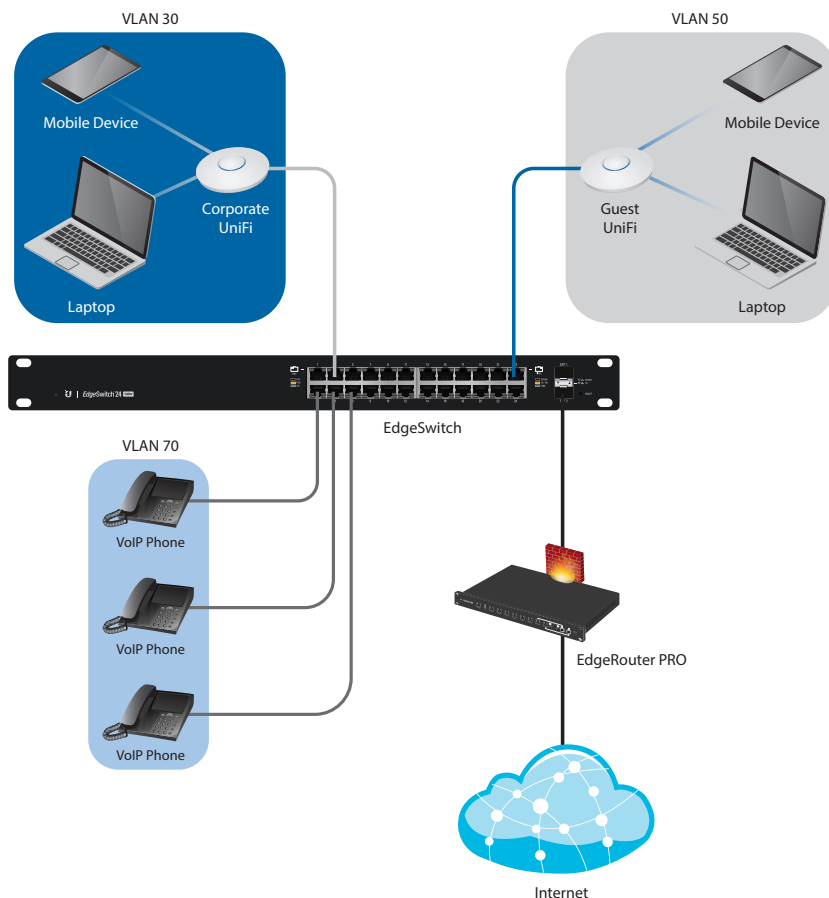 VLAN 30
VLAN 50
Mobile Device
Mobile Device
Corporate
UniFi
Guest
UniFi
Laptop
Laptop
EdgeSwitch 24
EdgeSwitch
VLAN 70
VoIP Phone
VoIP Phone
VoIP Phone
EdgeRouter PRO
Internet